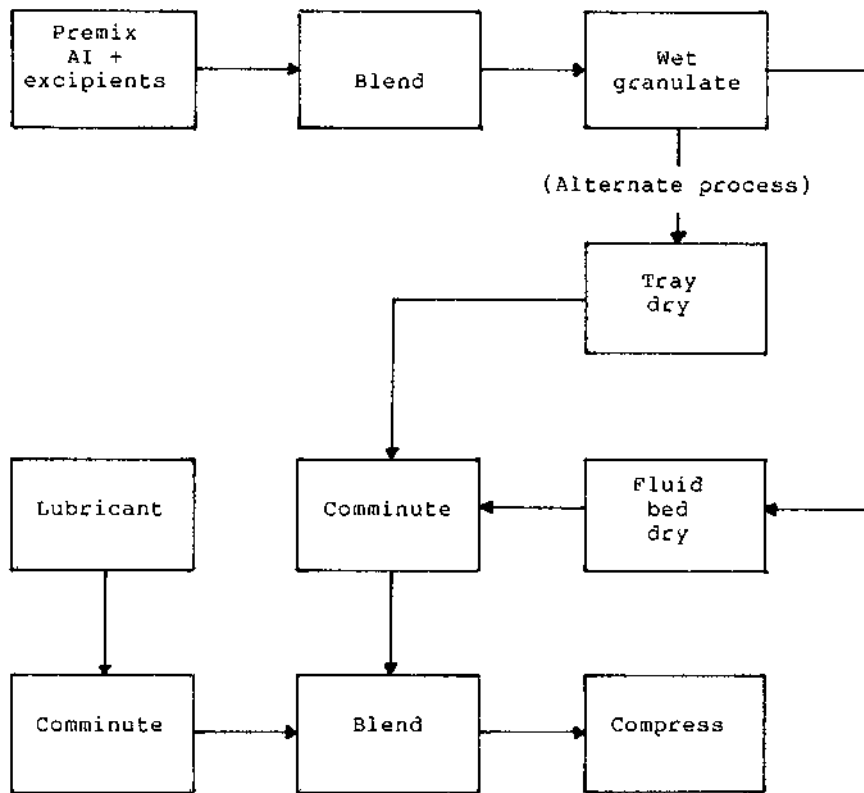 Premix
AI +
excipients
Blend
Wet
granulate
(Alternate process)
Tray
dry
Lubricant
Comminute
Fluid
bed
dry
Comminute
Blend
Compress